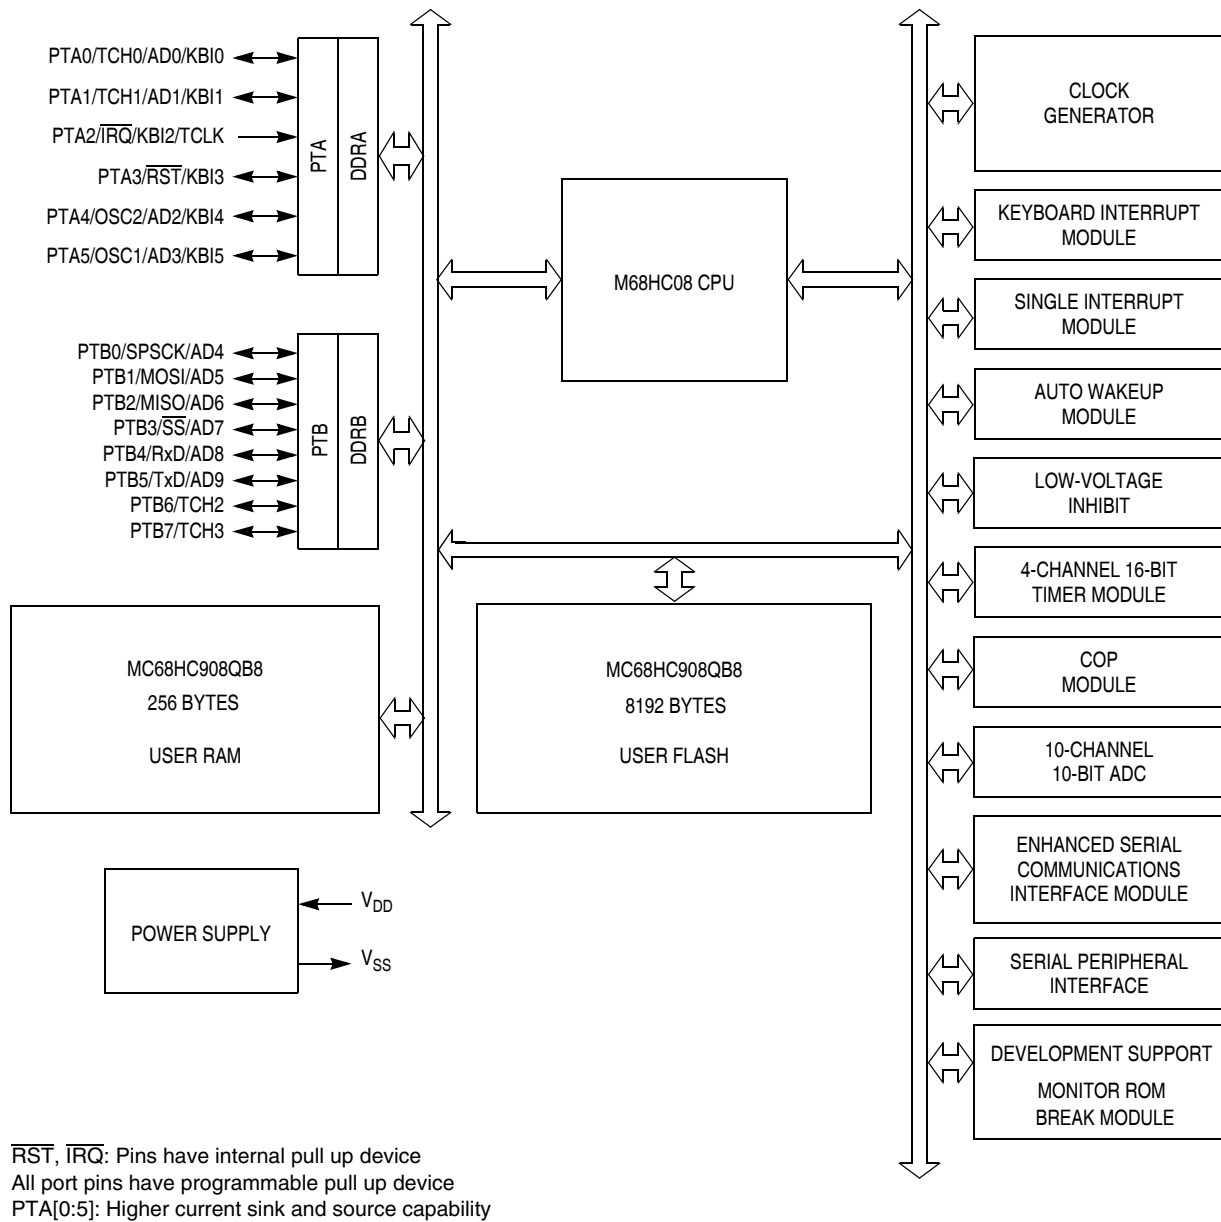 PTA0/TCH0/AD0/KBI0
PTA1/TCH1/AD1/KBI1
PTA2/I̅R̅Q̅/KBI2/TCLK
PTA3/R̅S̅T̅/KBI3
PTA4/OSC2/AD2/KBI4
PTA5/OSC1/AD3/KBI5
PTA
DDRA
PTB0/SPSCK/AD4
PTB1/MOSI/AD5
PTB2/MISO/AD6
PTB3/S̅S̅/AD7
PTB4/RxD/AD8
PTB5/TxD/AD9
PTB6/TCH2
PTB7/TCH3
PTB
DDRB
M68HC08 CPU
MC68HC908QB8
256 BYTES
USER RAM
MC68HC908QB8
8192 BYTES
USER FLASH
POWER SUPPLY
VDD
VSS
CLOCK
GENERATOR
KEYBOARD INTERRUPT
MODULE
SINGLE INTERRUPT
MODULE
AUTO WAKEUP
MODULE
LOW-VOLTAGE
INHIBIT
4-CHANNEL 16-BIT
TIMER MODULE
COP
MODULE
10-CHANNEL
10-BIT ADC
ENHANCED SERIAL
COMMUNICATIONS
INTERFACE MODULE
SERIAL PERIPHERAL
INTERFACE
DEVELOPMENT SUPPORT
MONITOR ROM
BREAK MODULE
R̅S̅T̅, I̅R̅Q̅: Pins have internal pull up device
All port pins have programmable pull up device
PTA[0:5]: Higher current sink and source capability